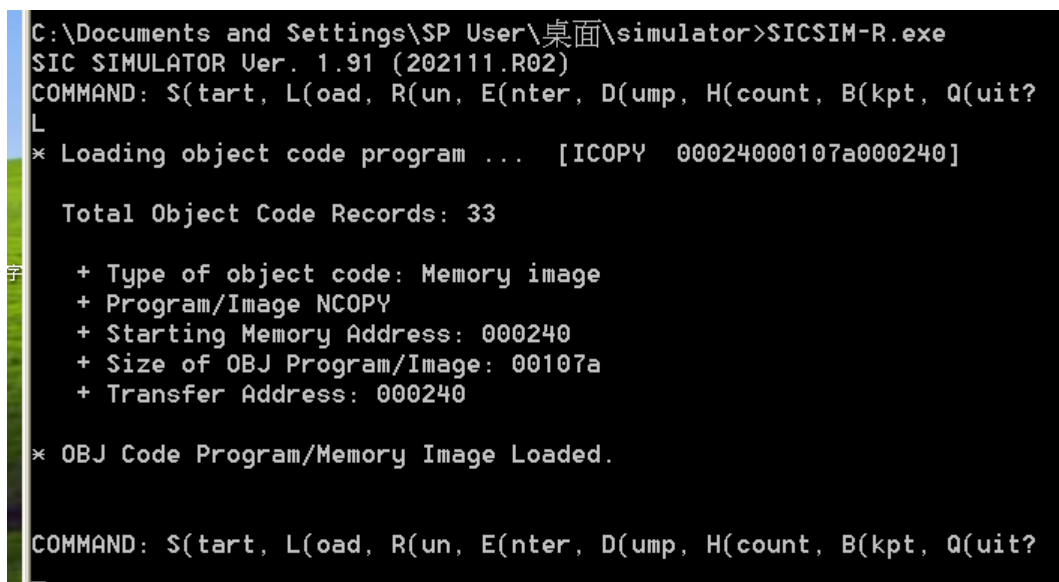 C:\Documents and Settings\SP User\桌面\simulator>SICSIM-R.exe
SIC SIMULATOR Ver. 1.91 (202111.R02)
COMMAND: S(tart, L(oad, R(un, E(nter, D(ump, H(count, B(kpt, Q(uit?
L
* Loading object code program ...  [ICOPY  00024000107a000240]
Total Object Code Records: 33
+ Type of object code: Memory image
+ Program/Image NCOPY
+ Starting Memory Address: 000240
+ Size of OBJ Program/Image: 00107a
+ Transfer Address: 000240
* OBJ Code Program/Memory Image Loaded.
COMMAND: S(tart, L(oad, R(un, E(nter, D(ump, H(count, B(kpt, Q(uit?
字